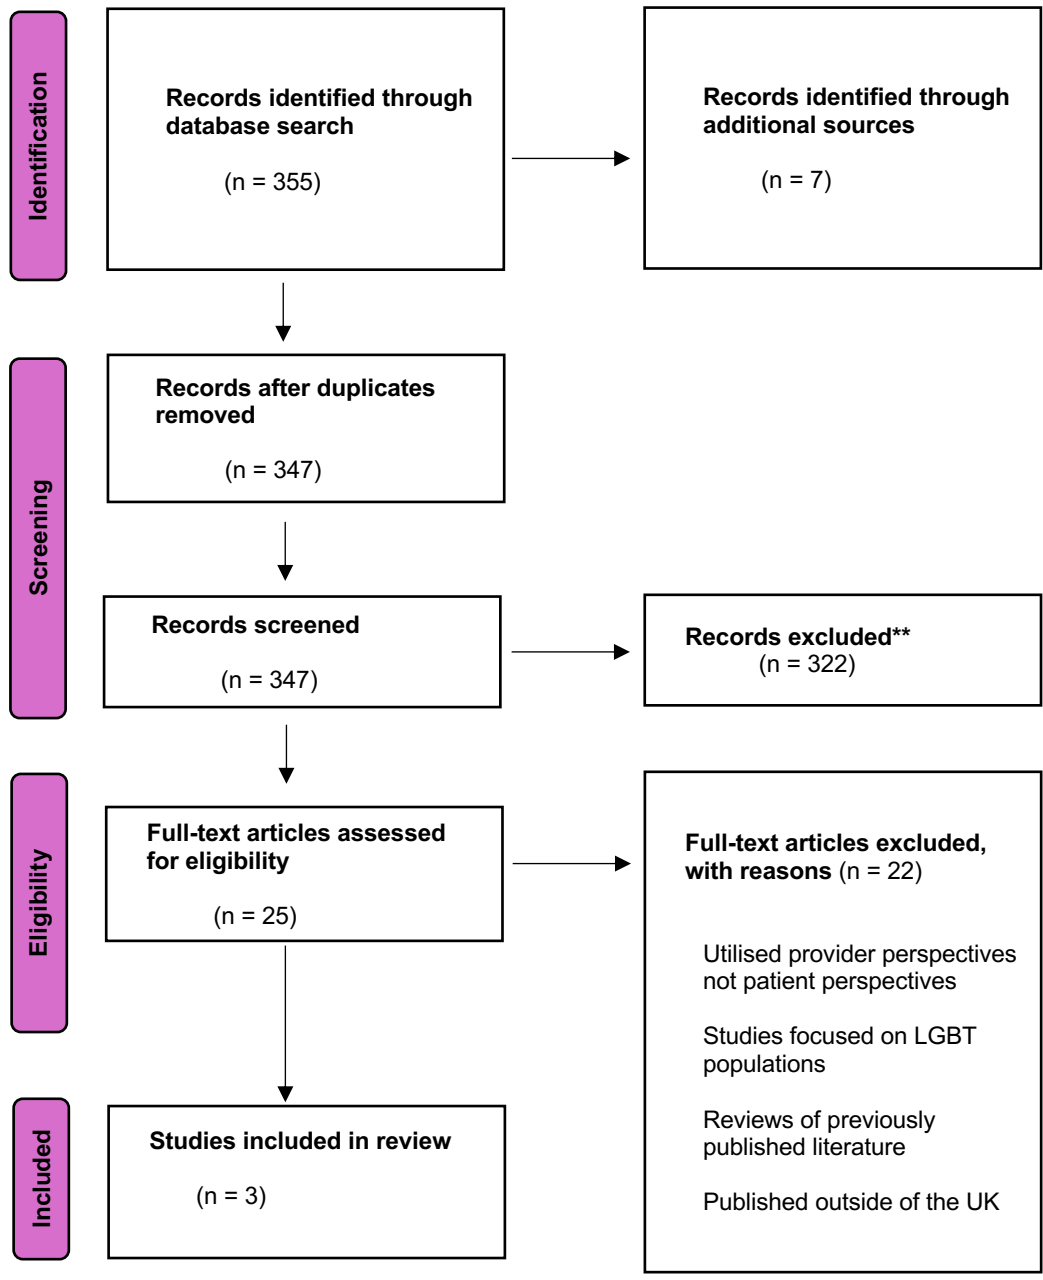 Identification
Records identified through
database search
(n = 355)
Records identified through
additional sources
(n = 7)
Screening
Records after duplicates
removed
(n = 347)
Records screened
(n = 347)
Records excluded**
(n = 322)
Eligibility
Full-text articles assessed
for eligibility
(n = 25)
Full-text articles excluded,
with reasons (n = 22)
Utilised provider perspectives
not patient perspectives
Studies focused on LGBT
populations
Reviews of previously
published literature
Published outside of the UK
Included
Studies included in review
(n = 3)